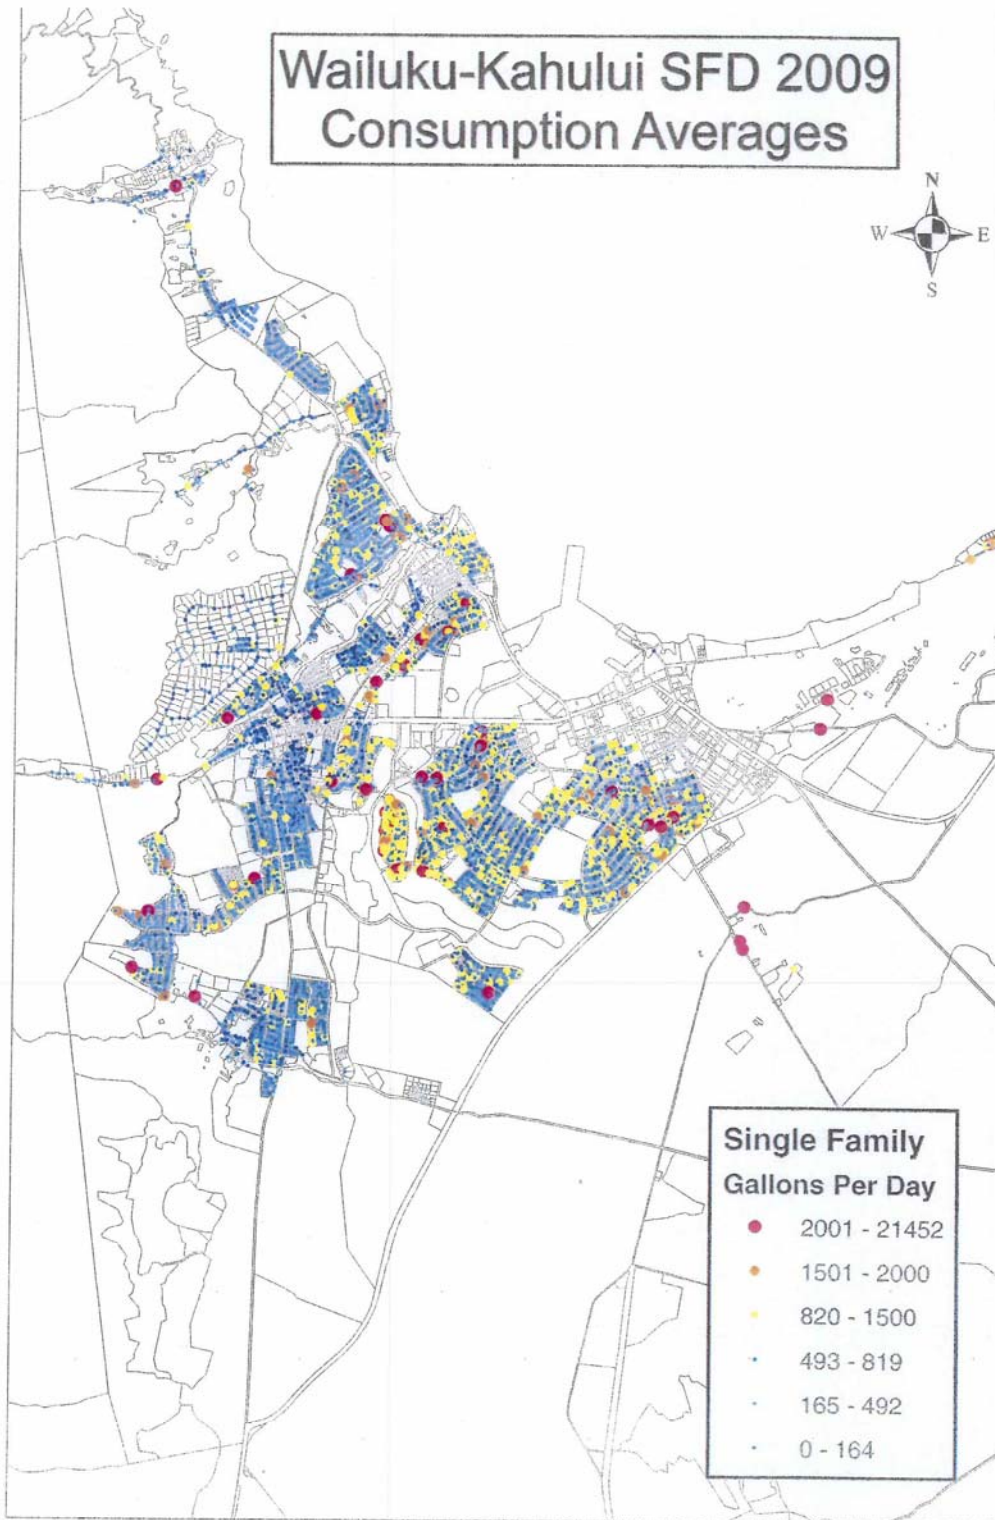 Wailuku-Kahului SFD 2009
Consumption Averages
N
W E
S
Single Family
Gallons Per Day
2001 - 21452
1501 - 2000
820 - 1500
493 - 819
165 - 492
0 - 164